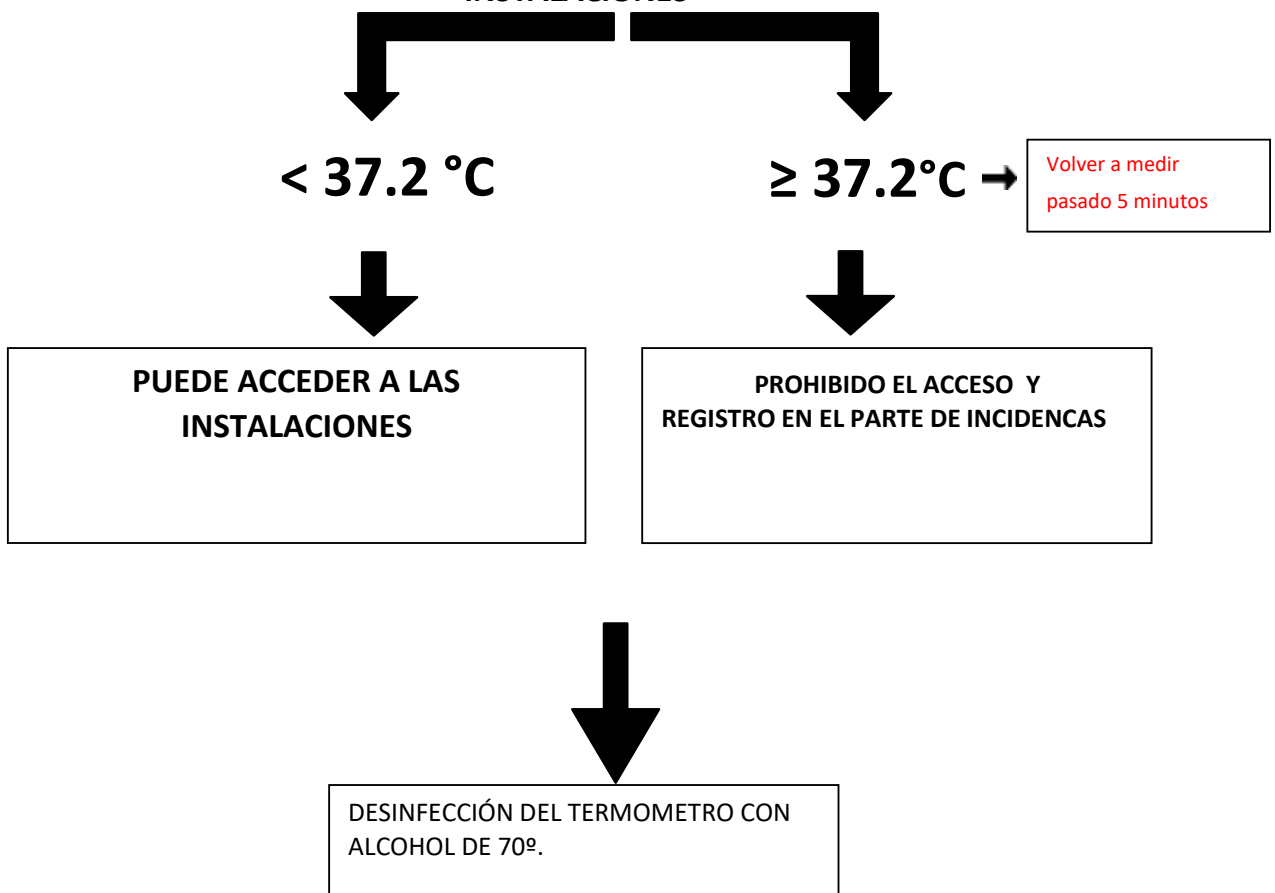 INSTALACIONES
< 37.2 °C
≥ 37.2°C
Volver a medir
pasado 5 minutos
PUEDE ACCEDER A LAS
INSTALACIONES
PROHIBIDO EL ACCESO Y
REGISTRO EN EL PARTE DE INCIDENCAS
DESINFECCIÓN DEL TERMOMETRO CON
ALCOHOL DE 70º.